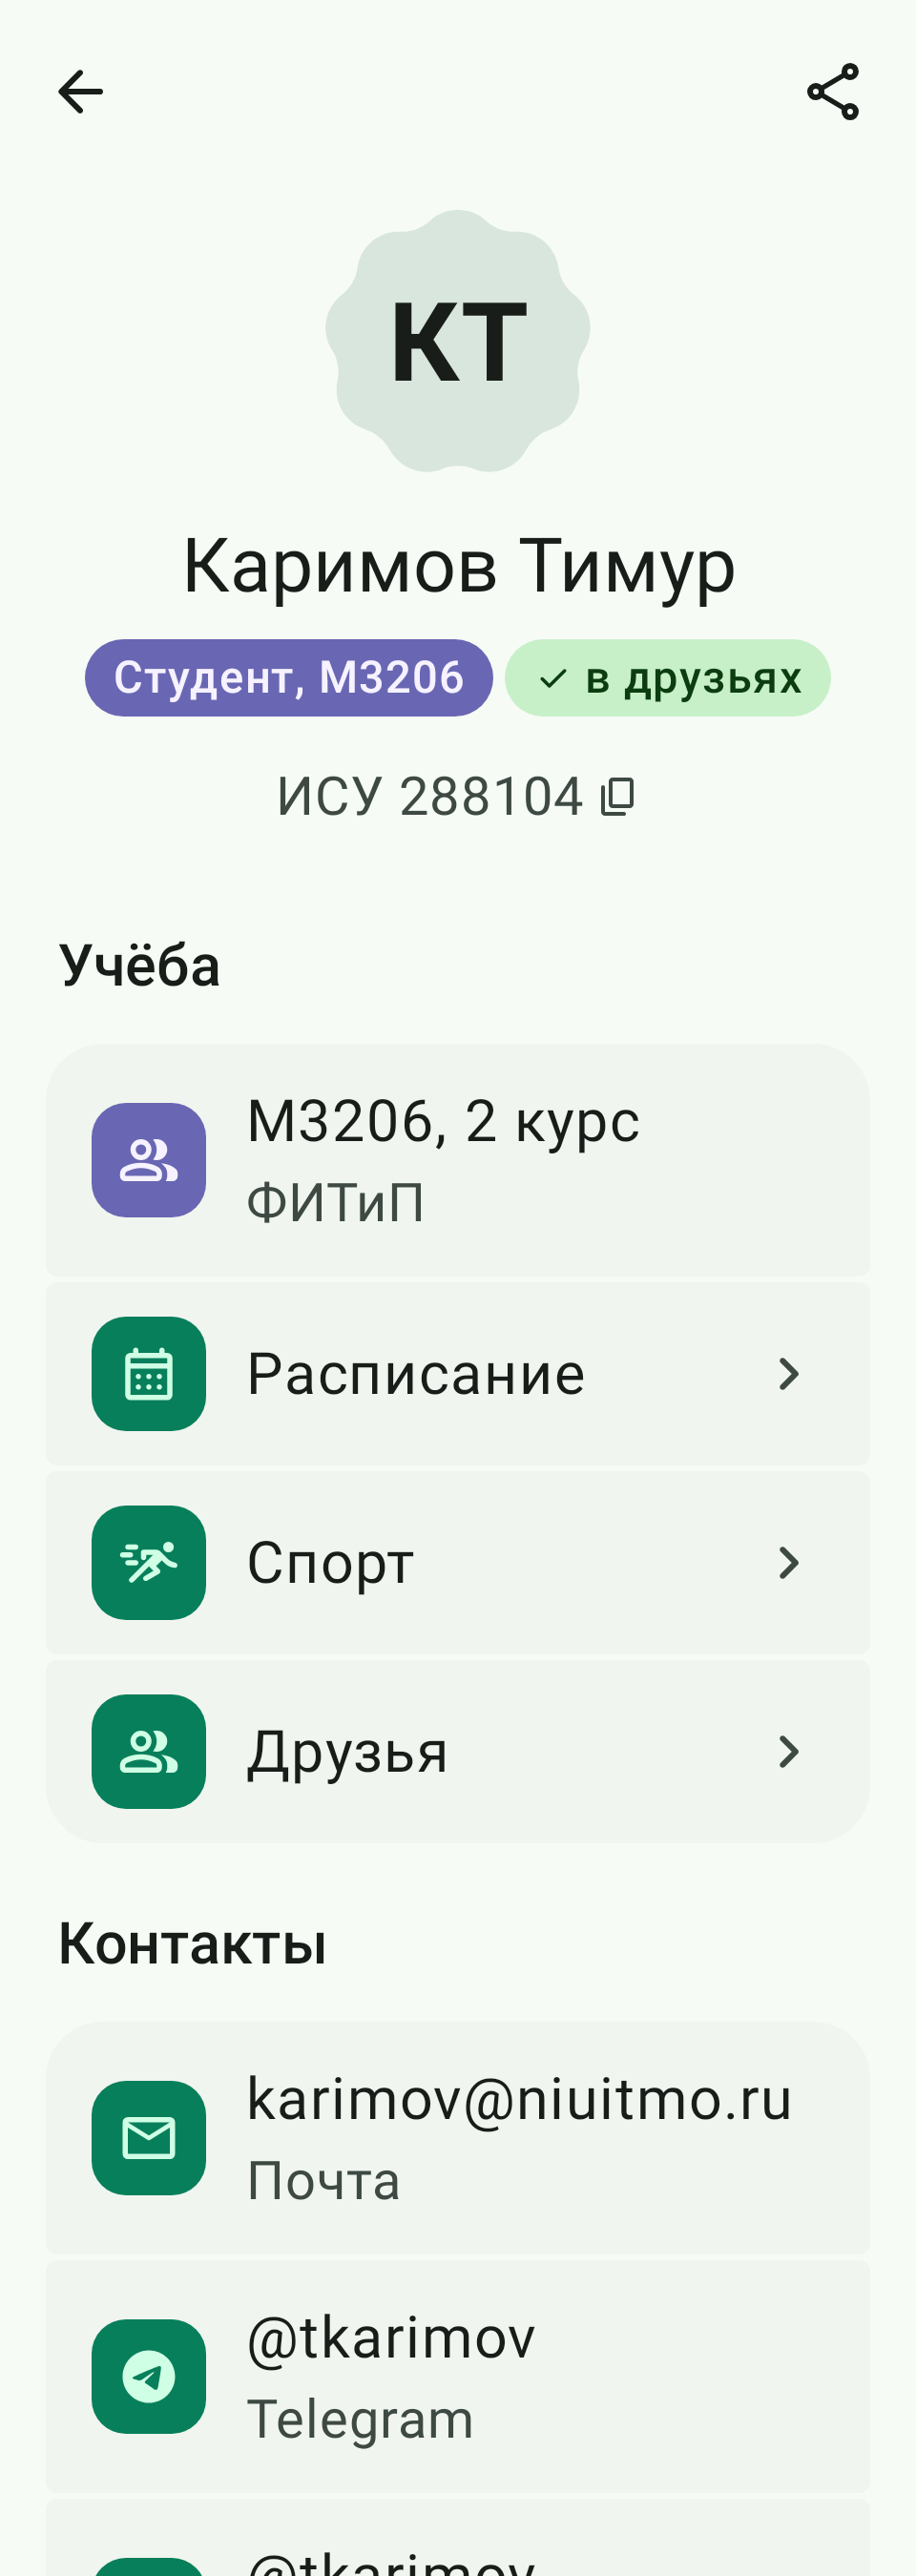 КТ
Каримов Тимур
Студент, М3206
в друзьях
ИСУ 288104
Учёба
М3206, 2 курс
ФИТиП
Расписание
Спорт
Друзья
Контакты
karimov@niuitmo.ru
Почта
@tkarimov
Telegram
@tkarimov